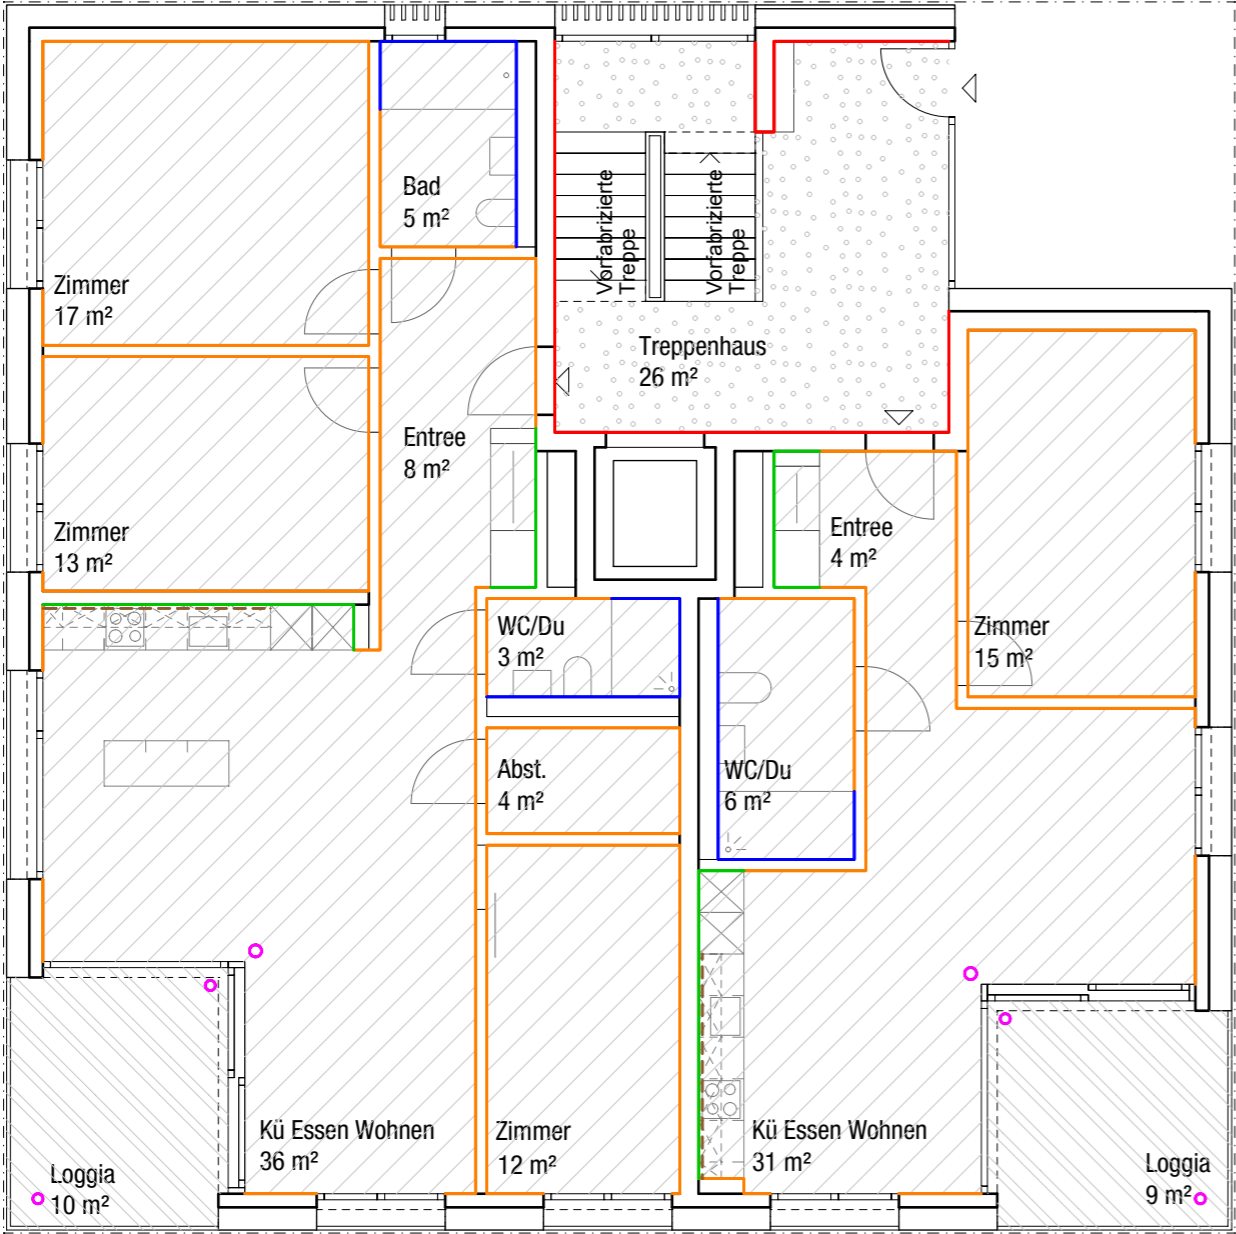 Bad
5 m²
Vorfabrizierte
Treppe
Vorfabrizierte
Treppe
Zimmer
17 m²
Treppenhaus
26 m²
Entree
8 m²
Zimmer
13 m²
Entree
4 m²
WC/Du
3 m²
Zimmer
15 m²
Abst.
4 m²
WC/Du
6 m²
Kü Essen Wohnen
36 m²
Zimmer
12 m²
Kü Essen Wohnen
31 m²
Loggia
10 m²
Loggia
9 m²